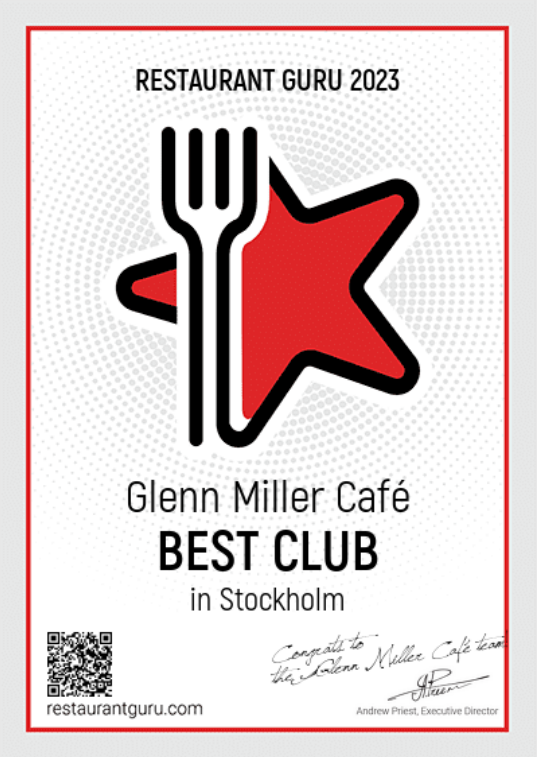 RESTAURANT GURU 2023
Glenn Miller Café
BEST CLUB
in Stockholm
Congrats to
the Glenn Miller Café team!
restaurantguru.com
Andrew Priest, Executive Director